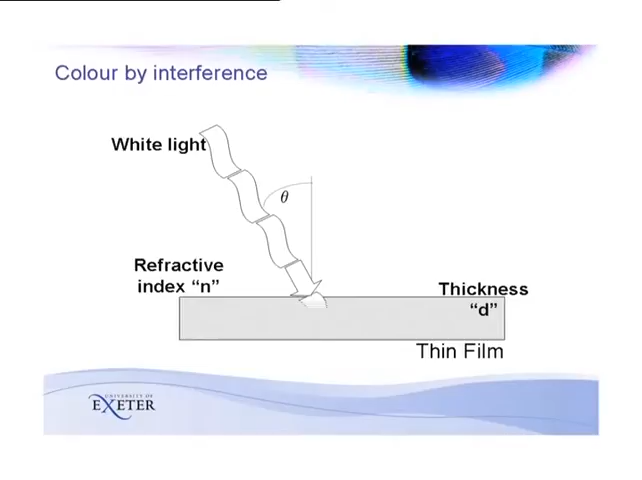 Colour by interference
White light
θ
Refractive
index “n”
Thickness
“d”
Thin Film
UNIVERSITY OF
EXETER